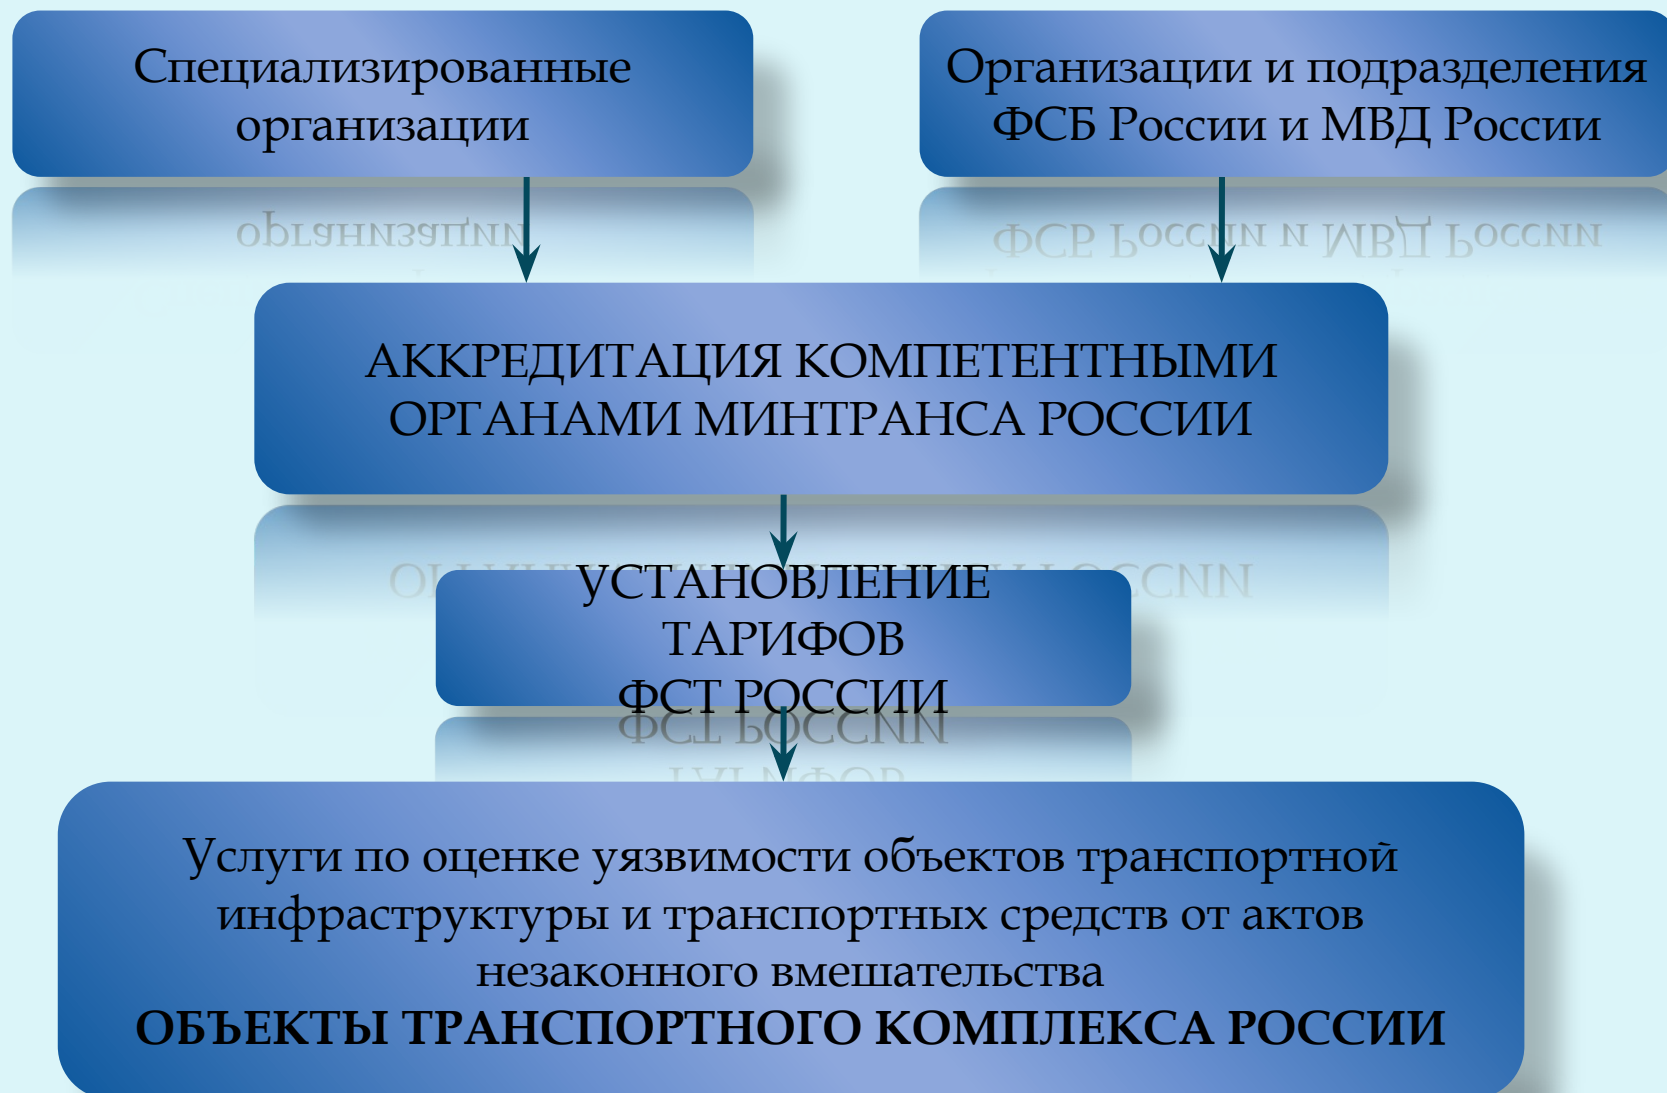 Специализированные
организации
Организации и подразделения
ФСБ России и МВД России
АККРЕДИТАЦИЯ КОМПЕТЕНТНЫМИ
ОРГАНАМИ МИНТРАНСА РОССИИ
УСТАНОВЛЕНИЕ
ТАРИФОВ
ФСТ РОССИИ
Услуги по оценке уязвимости объектов транспортной
инфраструктуры и транспортных средств от актов
незаконного вмешательства
ОБЪЕКТЫ ТРАНСПОРТНОГО КОМПЛЕКСА РОССИИ